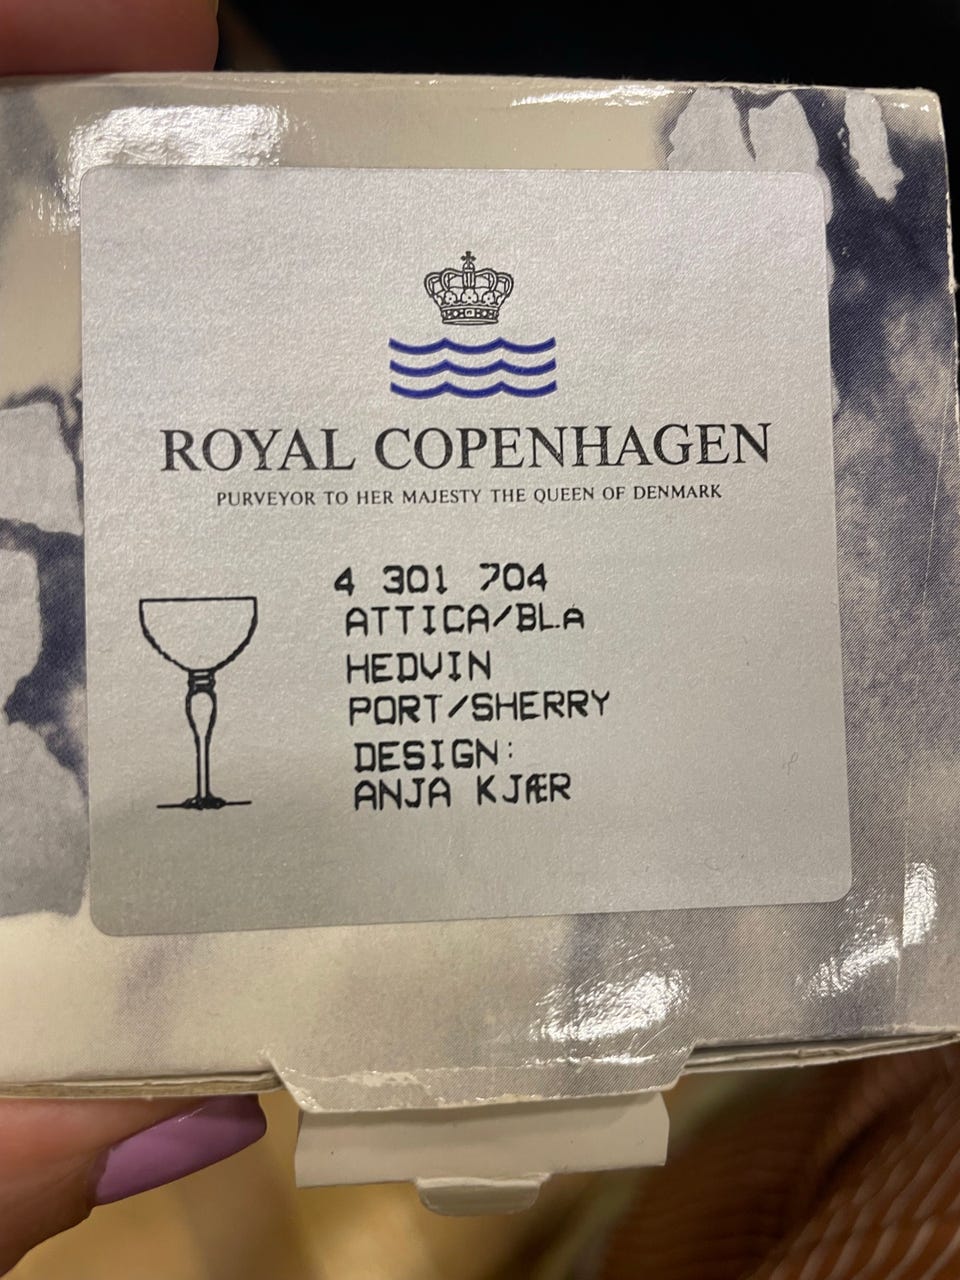 ROYAL COPENHAGEN
PURVEYOR TO HER MAJESTY THE QUEEN OF DENMARK
4 301 704
ATTICA/BLA
HEDVIN
PORT/SHERRY
DESIGN:
ANJA KJÆR